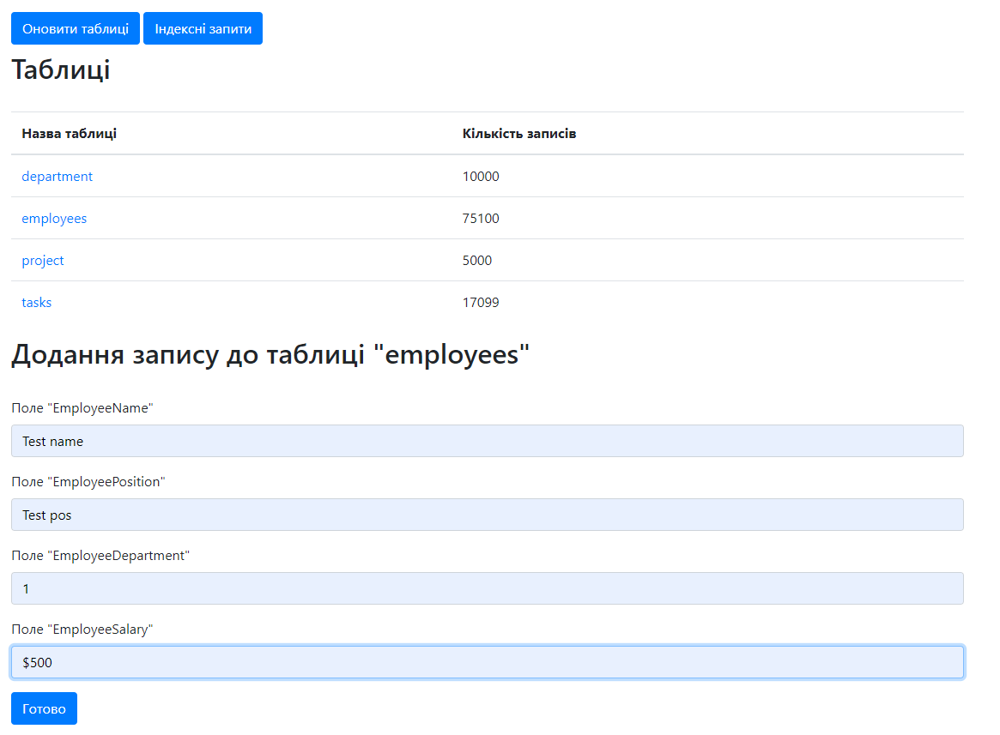 Оновити таблиці Індексні запити
Таблиці
Назва таблиці Кількість записів
department 10000
employees 75100
project 5000
tasks 17099
Додання запису до таблиці "employees"
Поле "EmployeeName"
Test name
Поле "EmployeePosition"
Test pos
Поле "EmployeeDepartment"
1
Поле "EmployeeSalary"
$500
Готово